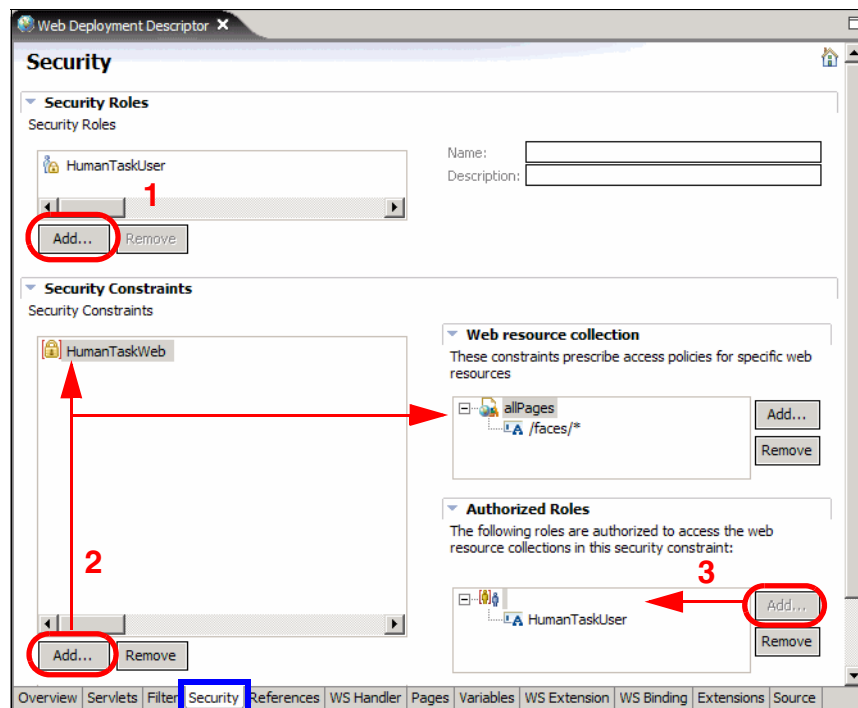 Web Deployment Descriptor
Security
Security Roles
Security Roles
HumanTaskUser
Name:
Description:
1
Add... Remove
Security Constraints
Security Constraints
HumanTaskWeb
Web resource collection
These constraints prescribe access policies for specific web
resources
allPages
/faces/*
Add...
Remove
Authorized Roles
The following roles are authorized to access the web
resource collections in this security constraint:
2
3
HumanTaskUser
Add...
Remove
Add... Remove
Overview Servlets Filter Security References WS Handler Pages Variables WS Extension WS Binding Extensions Source